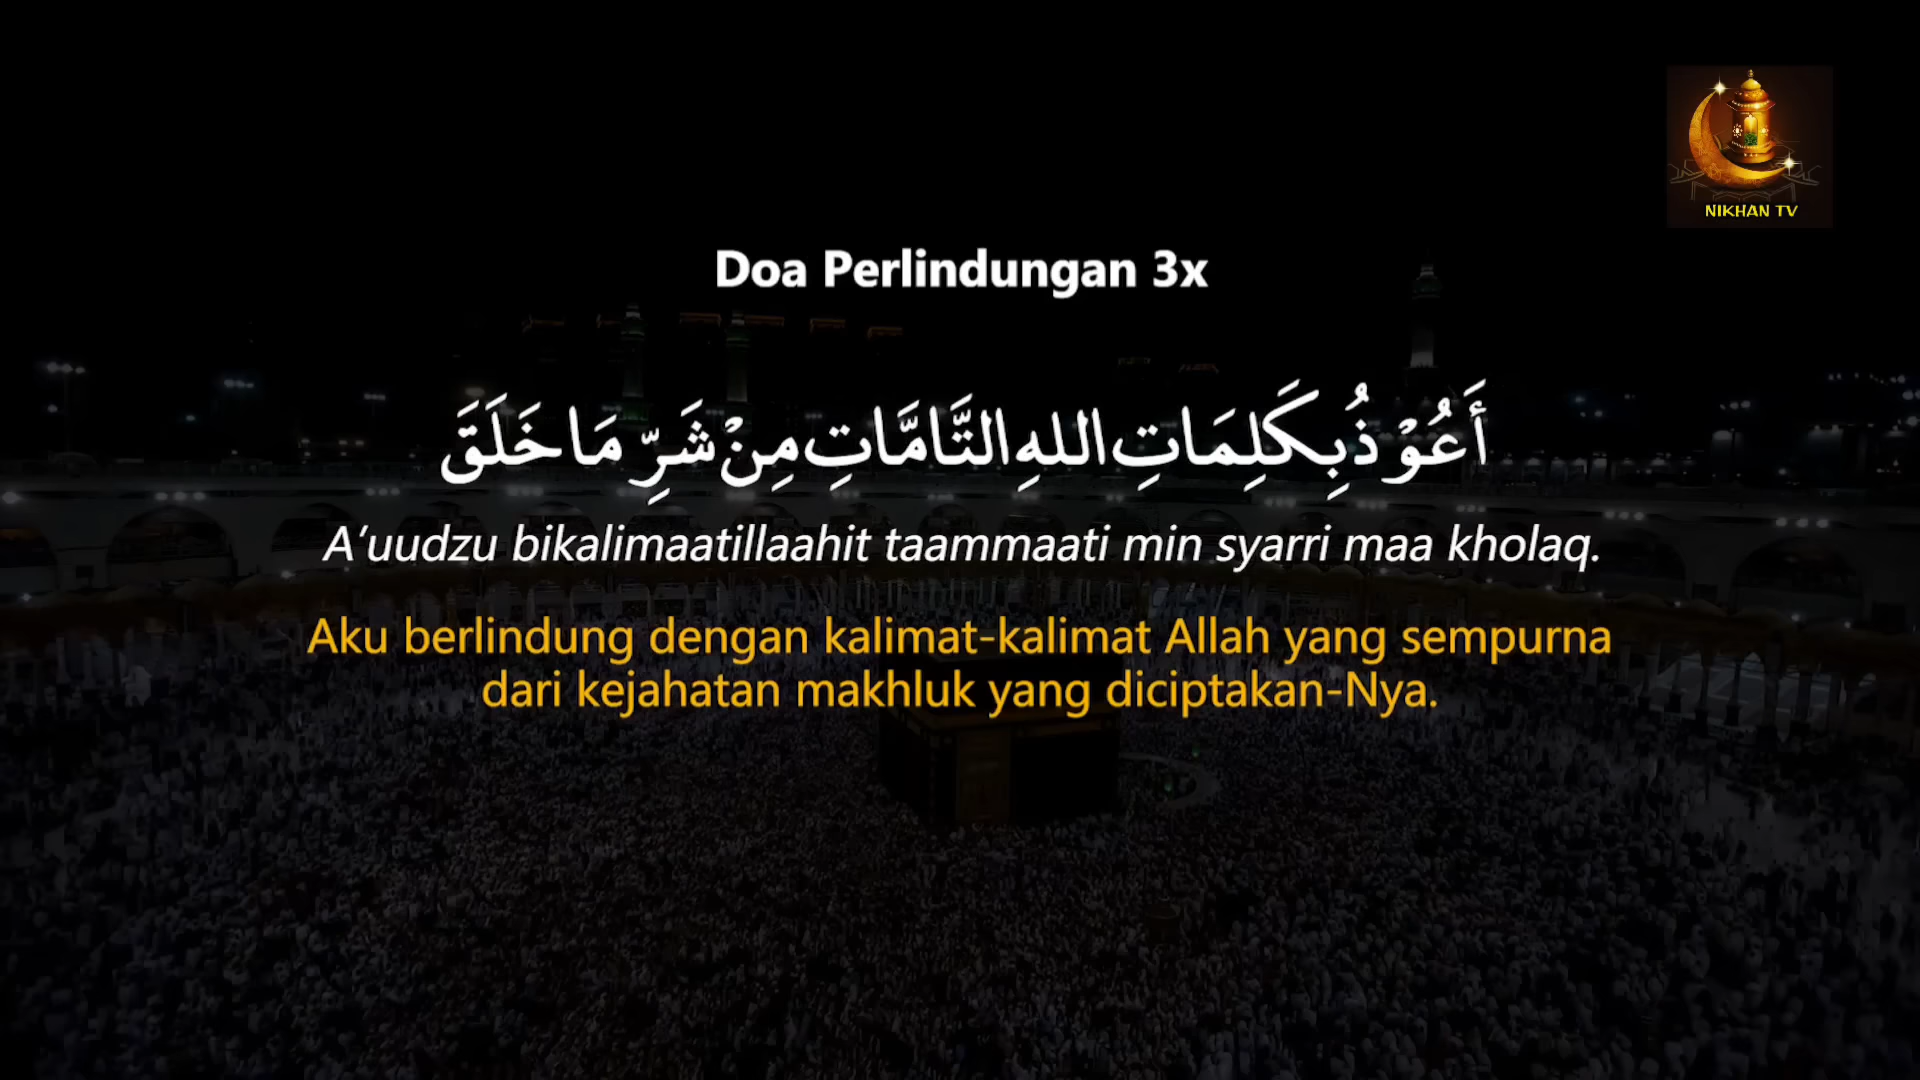 NIKHAN TV
Doa Perlindungan 3x
أَعُوْذُ بِكَلِمَاتِ اللهِ التَّامَّاتِ مِنْ شَرِّ مَا خَلَقَ
A‘uudzu bikalimaatillaahit taammaati min syarri maa kholaq.
Aku berlindung dengan kalimat-kalimat Allah yang sempurna
dari kejahatan makhluk yang diciptakan-Nya.